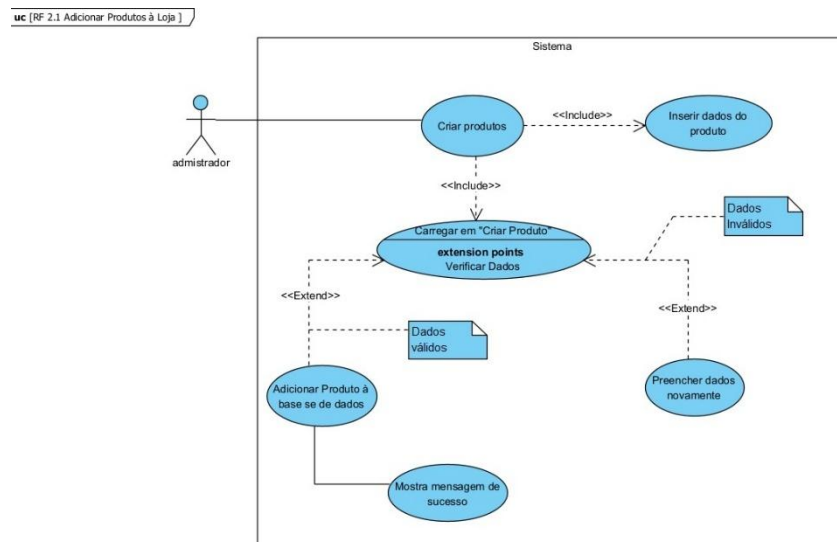 uc [RF 2.1 Adicionar Produtos à Loja ]
Sistema
admistrador
Criar produtos
<<Include>>
Inserir dados do
produto
<<Include>>
Carregar em "Criar Produto"
extension points
Verificar Dados
Dados
Inválidos
<<Extend>>
<<Extend>>
Dados
válidos
Adicionar Produto à
base se de dados
Preencher dados
novamente
Mostra mensagem de
sucesso